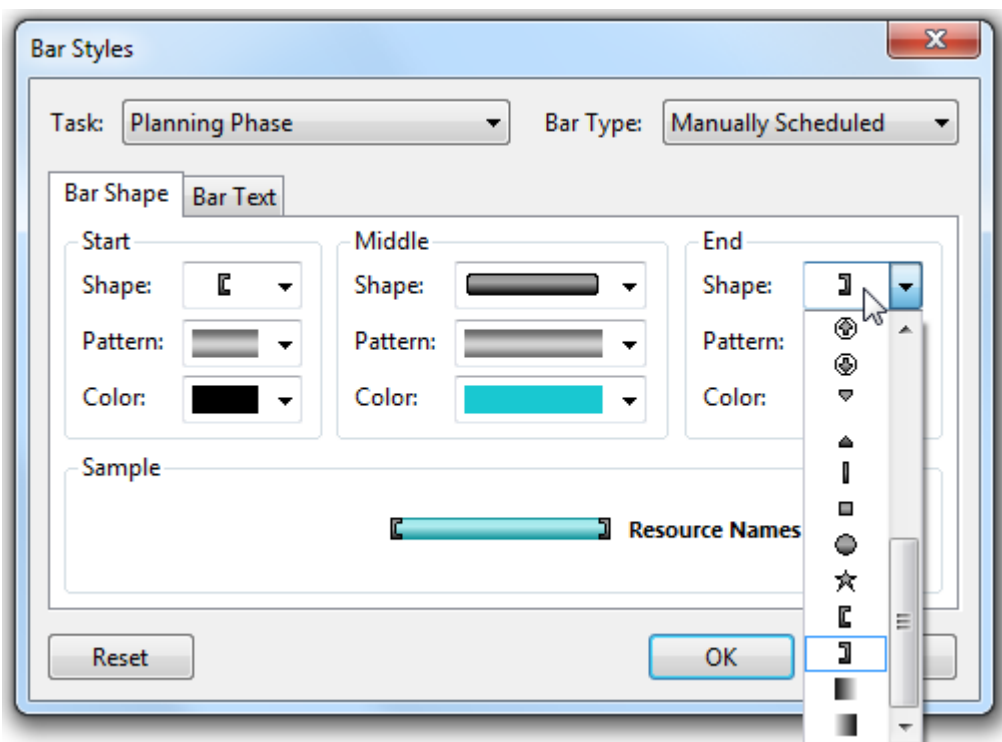 Bar Styles
Task: Planning Phase Bar Type: Manually Scheduled
Bar Shape Bar Text
Start Middle End
Shape: Shape: Shape:
Pattern: Pattern: Pattern:
Color: Color: Color:
Sample
Resource Names
Reset OK